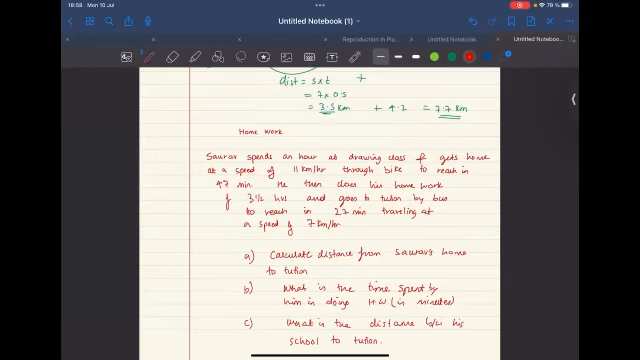 18:58 Mon 10 Jul
79 %
Untitled Notebook (1)
Reproduction in Pla
Untitled Notebook
Untitled Notebo
dist = s x t +
= 7 x 0.5
= 3.5 km + 4.2 = 7.7 km
Home work
Saurav spends an hour at drawing class & gets home
at a speed of 11 km/hr through bike to reach in
47 min He then does his home work
of 3 1/2 hrs and goes to tution by bus
to reach in 27 min traveling at
a speed of 7 km/hr
a) Calculate distance from Saurav's home
to tution
b) What is the time spent by
him in doing H.W (in minutes)
c) What is the distance b/w his
school to tution.